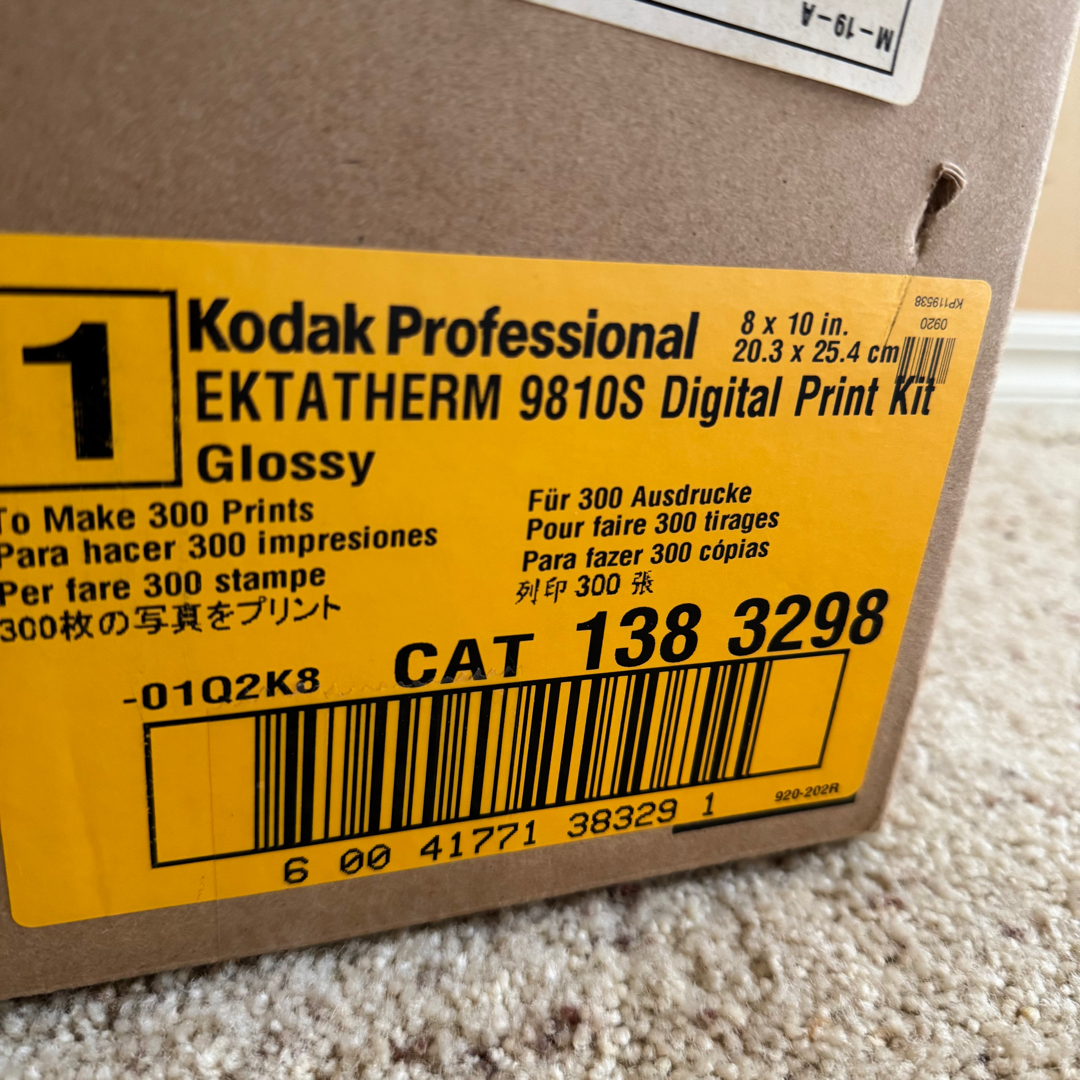 M-19-A
KP119538
0920
1
Kodak Professional
8 x 10 in.
20.3 x 25.4 cm
EKTATHERM 9810S Digital Print Kit
Glossy
To Make 300 Prints
Para hacer 300 impresiones
Per fare 300 stampe
300枚の写真をプリント
Für 300 Ausdrucke
Pour faire 300 tirages
Para fazer 300 cópias
列印 300 張
CAT 138 3298
-01Q2K8
6 00 41771 38329 1
920-202R